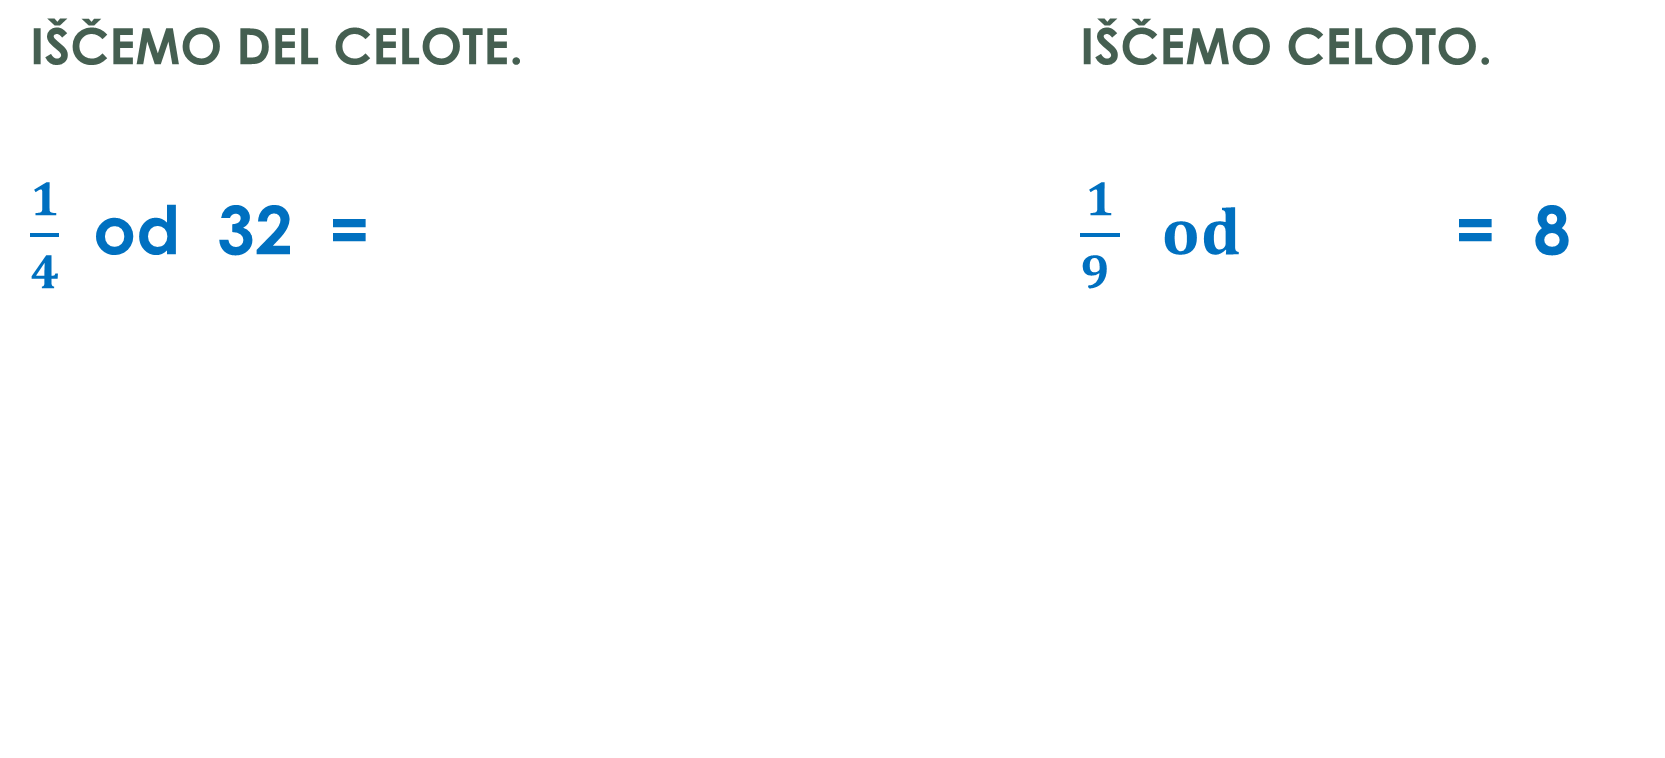 IŠČEMO DEL CELOTE.
1/4 od 32 =
IŠČEMO CELOTO.
1/9 od = 8